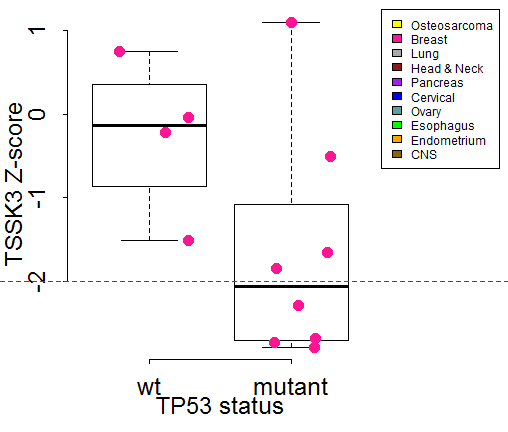 TSSK3 Z-score
1
0
-1
-2
wt
mutant
TP53 status
Osteosarcoma
Breast
Lung
Head & Neck
Pancreas
Cervical
Ovary
Esophagus
Endometrium
CNS